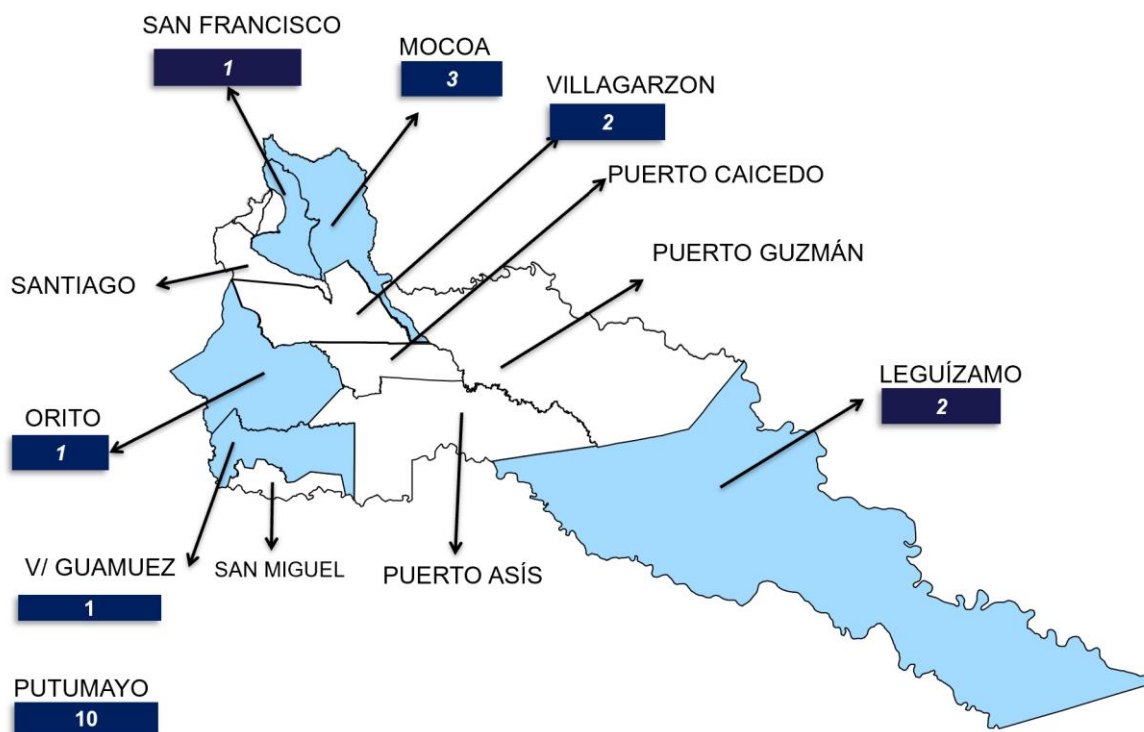 SAN FRANCISCO
1
MOCOA
3
VILLAGARZON
2
PUERTO CAICEDO
PUERTO GUZMÁN
SANTIAGO
LEGUÍZAMO
2
ORITO
1
V/ GUAMUEZ
1
SAN MIGUEL
PUERTO ASÍS
PUTUMAYO
10